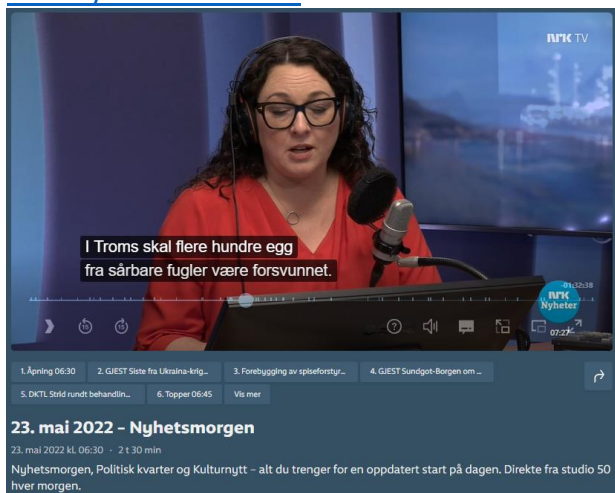 NRK TV
I Troms skal flere hundre egg
fra sårbare fugler være forsvunnet.
-01:32:38
NRK
Nyheter
15
15
?
07:27
1. Åpning 06:30
2. GJEST Siste fra Ukraina-krig...
3. Forebygging av spiseforstyr...
4. GJEST Sundgot-Borgen om ...
5. DKTL Strid rundt behandlin...
6. Topper 06:45
Vis mer
23. mai 2022 – Nyhetsmorgen
23. mai 2022 kl. 06:30 · 2 t 30 min
Nyhetsmorgen, Politisk kvarter og Kulturnytt – alt du trenger for en oppdatert start på dagen. Direkte fra studio 50
hver morgen.